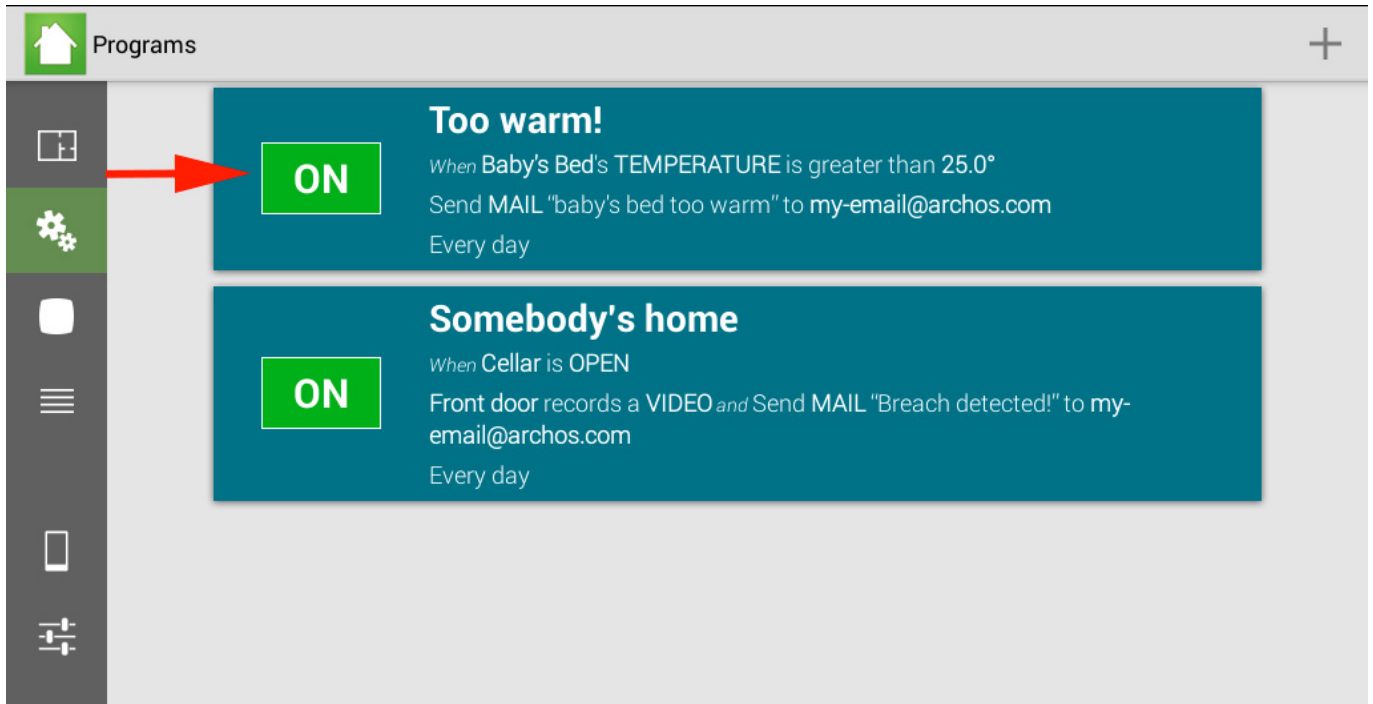 Programs
Too warm!
ON
When Baby's Bed's TEMPERATURE is greater than 25.0°
Send MAIL “baby's bed too warm” to my-email@archos.com
Every day
Somebody's home
When Cellar is OPEN
ON
Front door records a VIDEO and Send MAIL “Breach detected!” to my-
email@archos.com
Every day